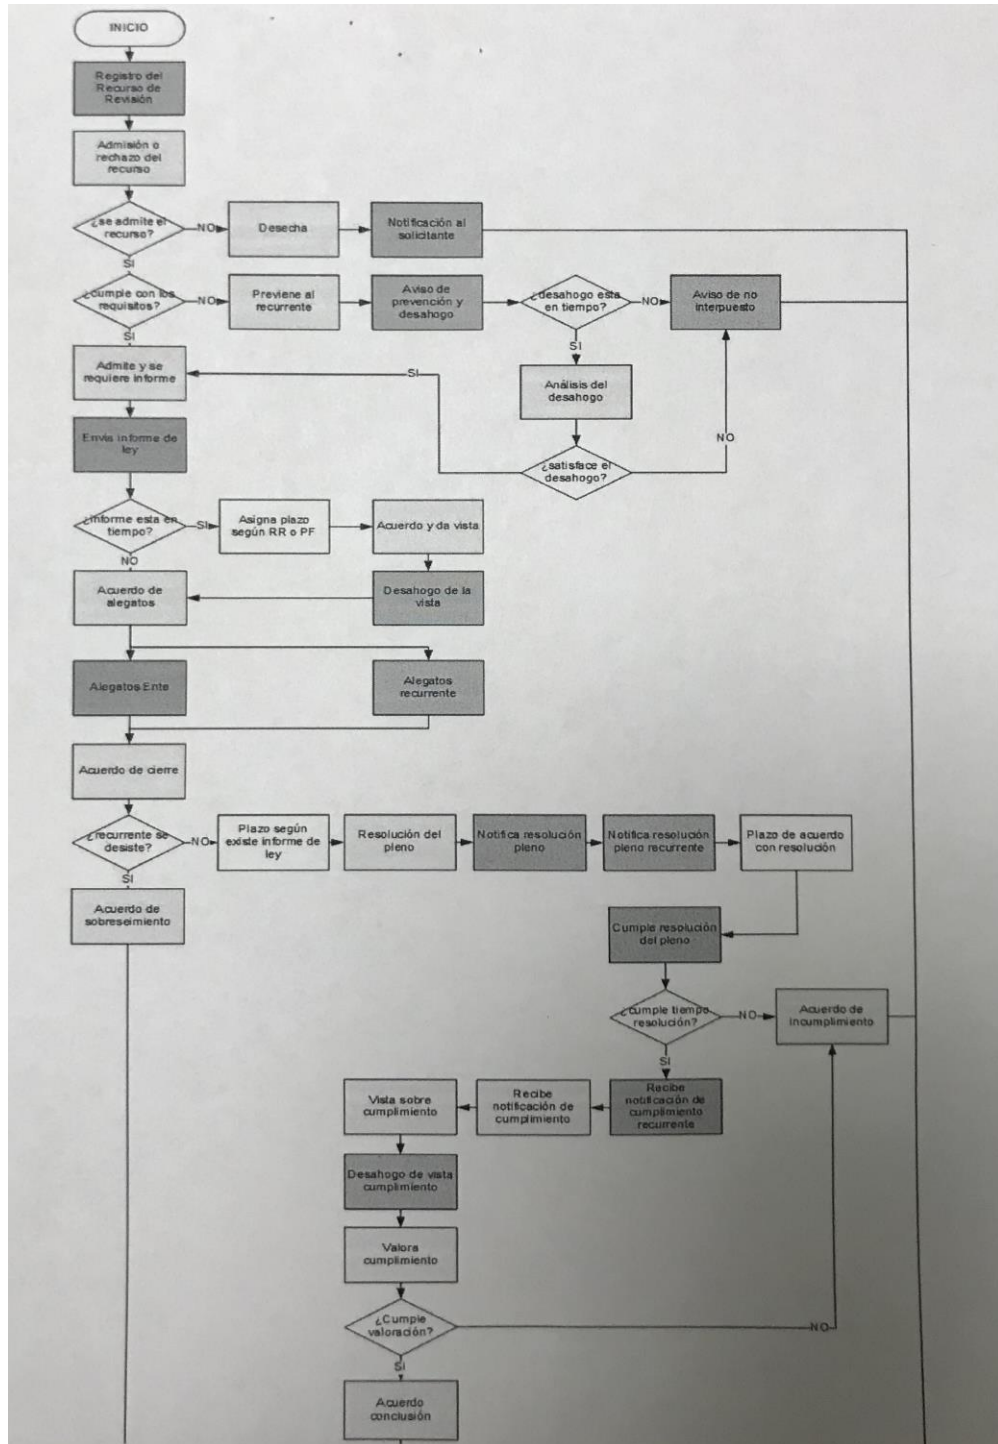 INICIO
Registro del
Recurso de
Revisión
Admisión o
rechazo del
recurso
¿se admite el
recurso?
NO
Desecha
Notificación al
solicitante
SI
¿cumple con los
requisitos?
NO
Previene al
recurrente
Aviso de
prevención y
desahogo
¿desahogo esta
en tiempo?
NO
Aviso de no
interpuesto
SI
SI
Admite y se
requiere informe
SI
Análisis del
desahogo
NO
Envía informe de
ley
¿satisface el
desahogo?
¿informe esta en
tiempo?
SI
Asigna plazo
según RR o PF
Acuerdo y da vista
NO
Acuerdo de
alegatos
Desahogo de la
vista
Alegatos Ente
Alegatos
recurrente
Acuerdo de cierre
¿recurrente se
desiste?
NO
Plazo según
existe informe de
ley
Resolución del
pleno
Notifica resolución
pleno
Notifica resolución
pleno recurrente
Plazo de acuerdo
con resolución
SI
Acuerdo de
sobreseimiento
Cumple resolución
del pleno
¿cumple tiempo
resolución?
NO
Acuerdo de
Incumplimiento
SI
Vista sobre
cumplimiento
Recibe
notificación de
cumplimiento
Recibe
notificación de
cumplimiento
recurrente
Desahogo de vista
cumplimiento
Valora
cumplimiento
¿Cumple
valoración?
NO
SI
Acuerdo
conclusión